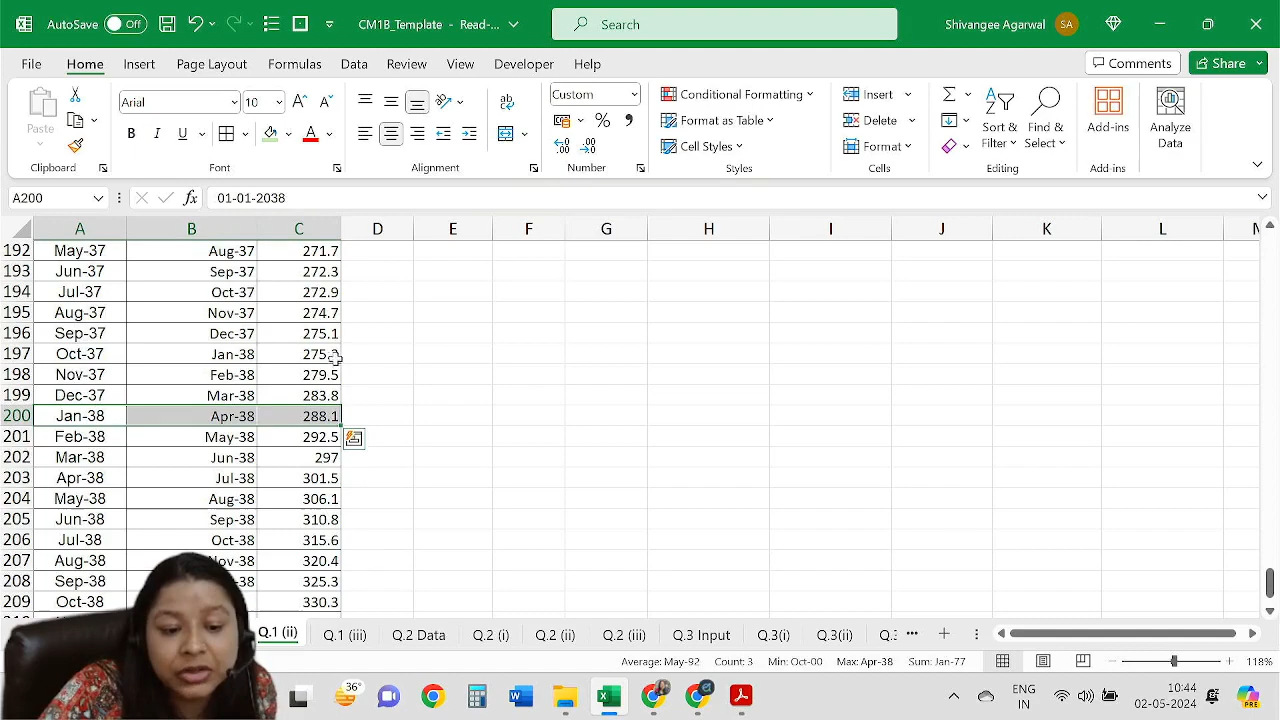 AutoSave Off CM1B_Template - Read-... Search Shivangee Agarwal SA
File Home Insert Page Layout Formulas Data Review View Developer Help Comments Share
Paste Arial 10 Custom Conditional Formatting Insert
B I U A Format as Table Delete
Cell Styles Format
Sort & Filter Find & Select Add-ins Analyze Data
Clipboard Font Alignment Number Styles Cells Editing Add-ins
A200 fx 01-01-2038
A B C D E F G H I J K L
192 May-37 Aug-37 271.7
193 Jun-37 Sep-37 272.3
194 Jul-37 Oct-37 272.9
195 Aug-37 Nov-37 274.7
196 Sep-37 Dec-37 275.1
197 Oct-37 Jan-38
198 Nov-37 Feb-38 279.5
199 Dec-37 Mar-38 283.8
200 Jan-38 Apr-38 288.1
201 Feb-38 May-38 292.5
202 Mar-38 Jun-38 297
203 Apr-38 Jul-38 301.5
204 May-38 Aug-38 306.1
205 Jun-38 Sep-38 310.8
206 Jul-38 Oct-38 315.6
207 Aug-38 Nov-38 320.4
208 Sep-38 325.3
209 Oct-38 330.3
Q.1 (ii) Q.1 (iii) Q.2 Data Q.2 (i) Q.2 (ii) Q.2 (iii) Q.3 Input Q.3(i) Q.3(ii) Q.: ...
Average: May-92 Count: 3 Min: Oct-00 Max: Apr-38 Sum: Jan-77 118%
36° ENG IN 10:44 02-05-2024 PRE